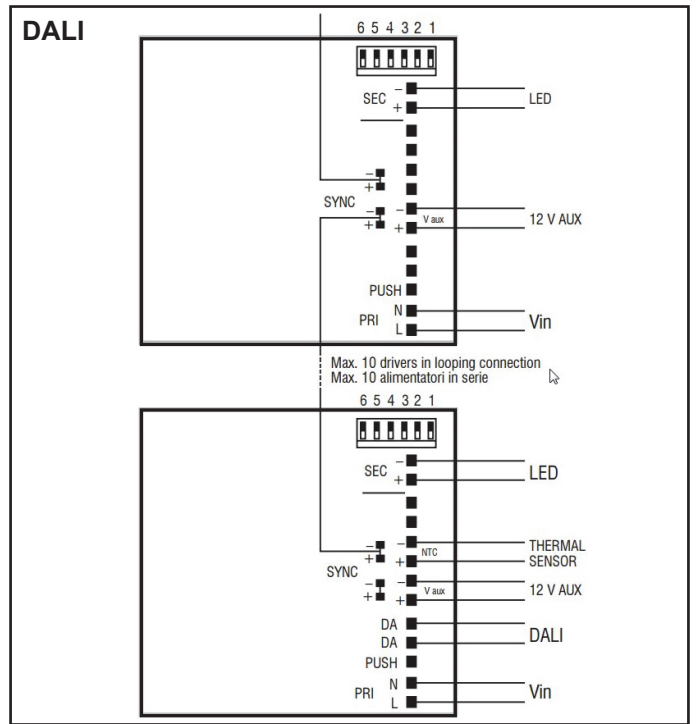 DALI
6 5 4 3 2 1
SEC
−
+
LED
−
+
SYNC
−
+
−
+
V aux
12 V AUX
PUSH
PRI
N
L
Vin
Max. 10 drivers in looping connection
Max. 10 alimentatori in serie
6 5 4 3 2 1
SEC
−
+
LED
−
+
SYNC
−
+
−
+
NTC
THERMAL
SENSOR
−
+
V aux
12 V AUX
DA
DA
DALI
PUSH
PRI
N
L
Vin